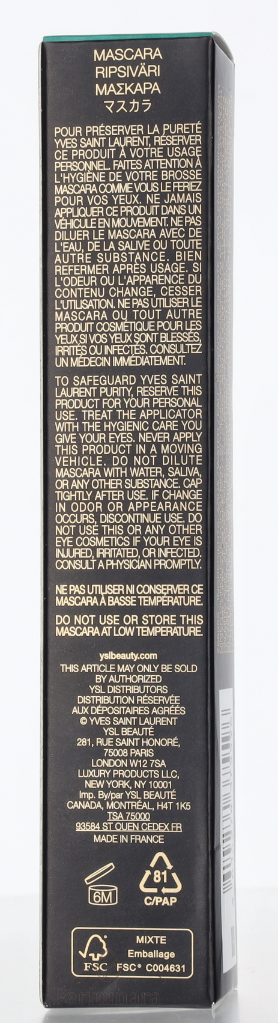 MASCARA
RIPSIVÄRI
ΜΑΣΚΑΡΑ
マスカラ
POUR PRÉSERVER LA PURETÉ
YVES SAINT LAURENT, RÉSERVER
CE PRODUIT À VOTRE USAGE
PERSONNEL. FAITES ATTENTION À
L'HYGIÈNE DE VOTRE BROSSE
MASCARA COMME VOUS LE FERIEZ
POUR VOS YEUX. NE JAMAIS
APPLIQUER CE PRODUIT DANS UN
VÉHICULE EN MOUVEMENT. NE PAS
DILUER LE MASCARA AVEC DE
L'EAU, DE LA SALIVE OU TOUTE
AUTRE SUBSTANCE. BIEN
REFERMER APRÈS USAGE. SI
L'ODEUR OU L'APPARENCE DU
CONTENU CHANGE, CESSER
L'UTILISATION. NE PAS UTILISER LE
MASCARA OU TOUT AUTRE
PRODUIT COSMÉTIQUE POUR LES
YEUX SI VOS YEUX SONT BLESSÉS,
IRRITÉS OU INFECTÉS. CONSULTEZ
UN MÉDECIN IMMÉDIATEMENT.
TO SAFEGUARD YVES SAINT
LAURENT PURITY, RESERVE THIS
PRODUCT FOR YOUR PERSONAL
USE. TREAT THE APPLICATOR
WITH THE HYGIENIC CARE YOU
GIVE YOUR EYES. NEVER APPLY
THIS PRODUCT IN A MOVING
VEHICLE. DO NOT DILUTE
MASCARA WITH WATER, SALIVA,
OR ANY OTHER SUBSTANCE. CAP
TIGHTLY AFTER USE. IF CHANGE
IN ODOR OR APPEARANCE
OCCURS, DISCONTINUE USE. DO
NOT USE THIS OR ANY OTHER
EYE COSMETICS IF YOUR EYE IS
INJURED, IRRITATED, OR INFECTED.
CONSULT A PHYSICIAN PROMPTLY.
NE PAS UTILISER NI CONSERVER CE
MASCARA À BASSE TEMPÉRATURE.
DO NOT USE OR STORE THIS
MASCARA AT LOW TEMPERATURE.
yslbeauty.com
THIS ARTICLE MAY ONLY BE SOLD
BY AUTHORIZED
YSL DISTRIBUTORS
DISTRIBUTION RÉSERVÉE
AUX DÉPOSITAIRES AGRÉÉS
© YVES SAINT LAURENT
YSL BEAUTÉ
281, RUE SAINT HONORÉ,
75008 PARIS
LONDON W12 7SA
LUXURY PRODUCTS LLC,
NEW YORK, NY 10001
Imp. By/par YSL BEAUTÉ
CANADA, MONTRÉAL, H4T 1K5
TSA 75000
93584 ST OUEN CEDEX FR
MADE IN FRANCE
6M
81
C/PAP
FSC
MIXTE
Emballage
FSC® C004631